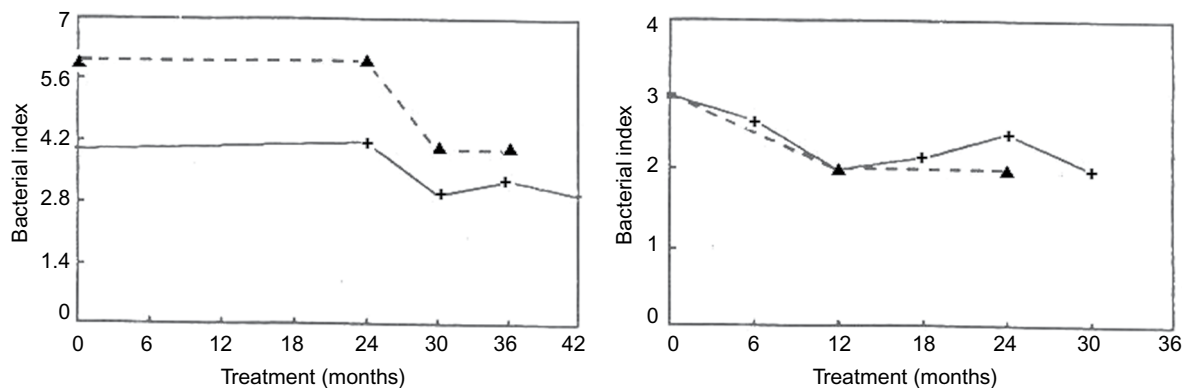 7
5.6
4.2
2.8
1.4
0
Bacterial index
0 6 12 18 24 30 36 42
Treatment (months)
4
3
2
1
0
Bacterial index
0 6 12 18 24 30 36
Treatment (months)